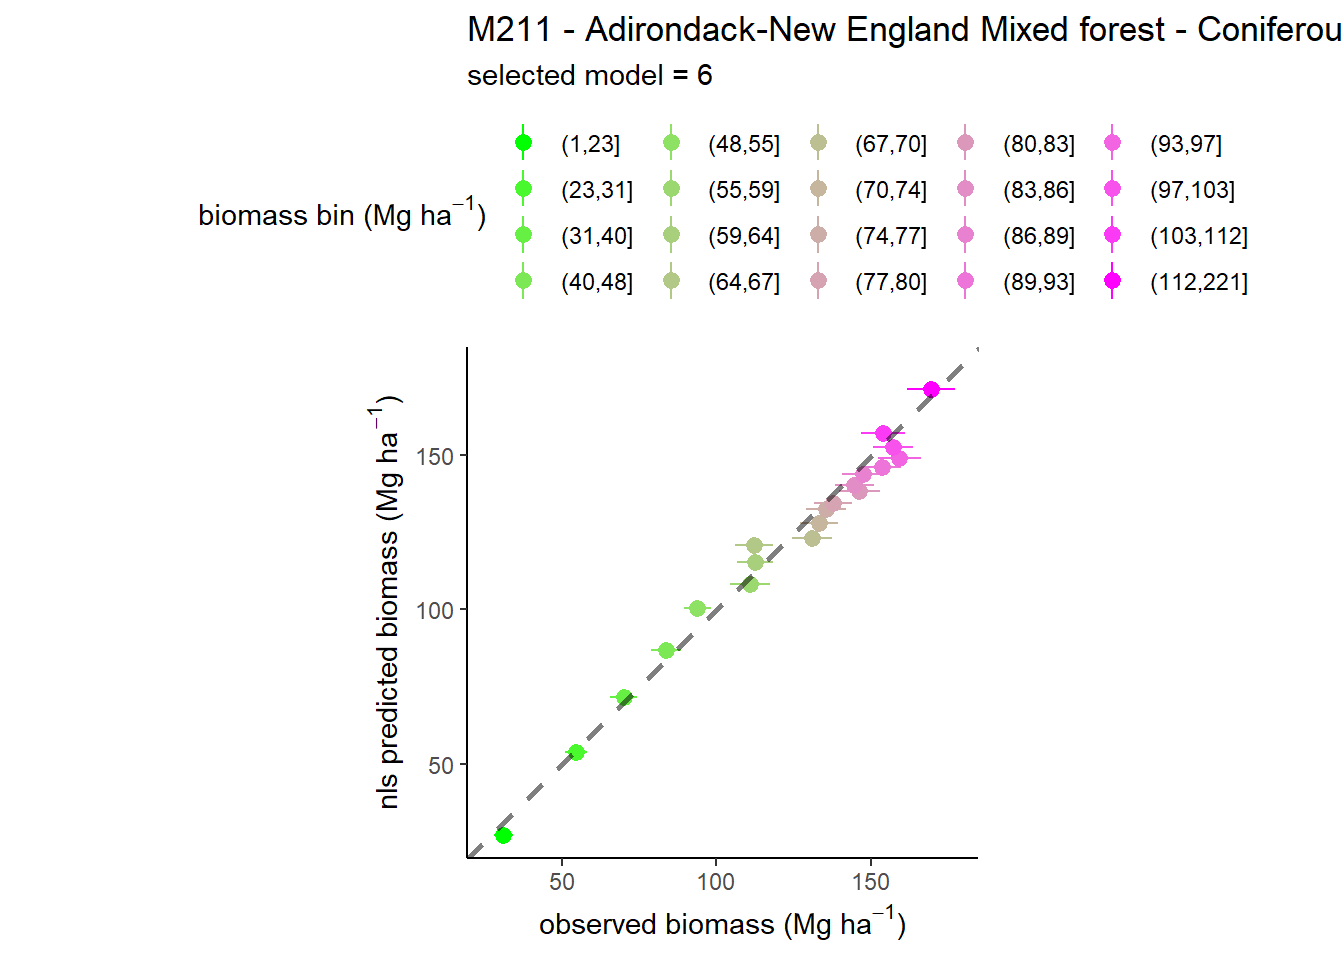 M211 - Adirondack-New England Mixed forest - Coniferou
selected model = 6
biomass bin (Mg ha⁻¹)
(1,23] (48,55] (67,70] (80,83] (93,97]
(23,31] (55,59] (70,74] (83,86] (97,103]
(31,40] (59,64] (74,77] (86,89] (103,112]
(40,48] (64,67] (77,80] (89,93] (112,221]
nls predicted biomass (Mg ha⁻¹)
150
100
50
50 100 150
observed biomass (Mg ha⁻¹)